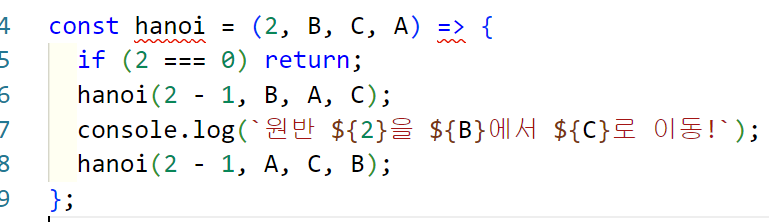 4 const hanoi = (2, B, C, A) => {
5   if (2 === 0) return;
6   hanoi(2 - 1, B, A, C);
7   console.log(`원반 ${2}을 ${B}에서 ${C}로 이동!`);
8   hanoi(2 - 1, A, C, B);
9 };